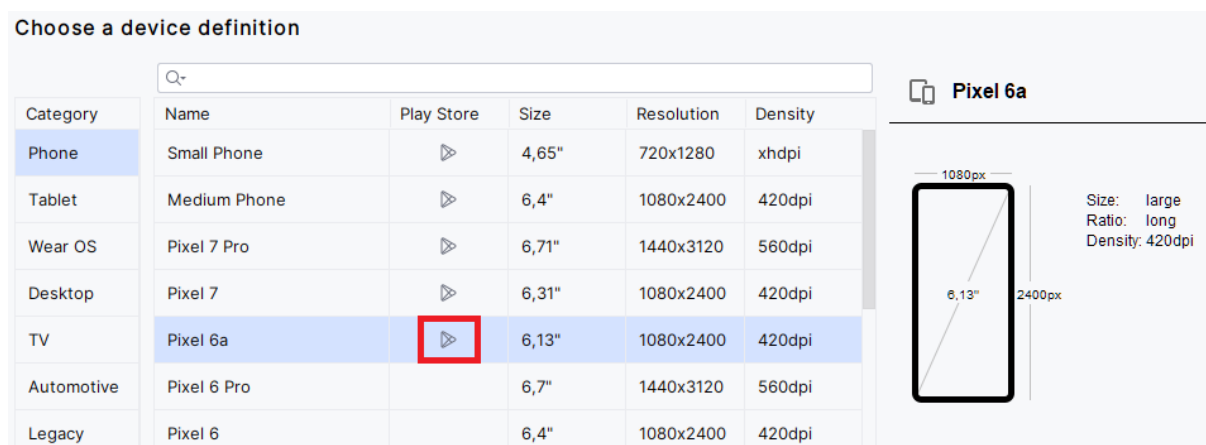 Choose a device definition
Category
Name Play Store Size Resolution Density
Phone
Small Phone 4,65" 720x1280 xhdpi
Tablet
Medium Phone 6,4" 1080x2400 420dpi
Wear OS
Pixel 7 Pro 6,71" 1440x3120 560dpi
Desktop
Pixel 7 6,31" 1080x2400 420dpi
TV
Pixel 6a 6,13" 1080x2400 420dpi
Automotive
Pixel 6 Pro 6,7" 1440x3120 560dpi
Legacy
Pixel 6 6,4" 1080x2400 420dpi
Pixel 6a
1080px
6,13"
2400px
Size: large
Ratio: long
Density: 420dpi